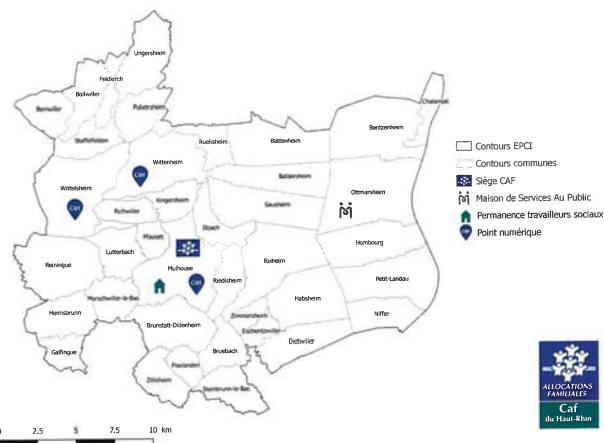 Ungersheim
Feldkirch
Bollwiller
Berrwiller
Pulversheim
Staffelfelden
Ruelisheim
Battenheim
Bantzenheim
Chalampé
Wittenheim
Caf
Wittelsheim
Caf
Baldersheim
Ottmarsheim
Kingersheim
Sausheim
Richwiller
Pfastatt
Illzach
Hombourg
Lutterbach
Reiningue
Mulhouse
Rixheim
Riedisheim
Caf
Petit-Landau
Morschwiller-le-Bas
Habsheim
Heimsbrunn
Niffer
Zimmersheim
Brunstatt-Didenheim
Eschentzwiller
Galfingue
Bruebach
Dietwiller
Flaxlanden
Zillisheim
Steinbrunn-le-Bas
Contours EPCI
Contours communes
Siège CAF
Maison de Services Au Public
Permanence travailleurs sociaux
Caf
Point numérique
0 2.5 5 7.5 10 km
ALLOCATIONS
FAMILIALES
Caf
du Haut-Rhin